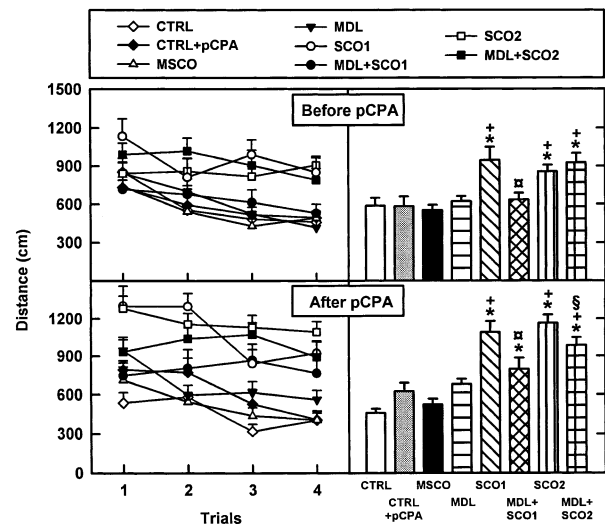 CTRL MDL SCO2
CTRL+pCPA SCO1 MDL+SCO2
MSCO MDL+SCO1
1500
1200
900
600
300
Before pCPA
+
*
¤
+
*
+
*
Distance (cm)
1200
900
600
300
0
After pCPA
+
*
¤
*
+
*
§
+
*
1 2 3 4
Trials
CTRL MSCO SCO1 SCO2
CTRL MDL MDL+ MDL+
+pCPA SCO1 SCO2